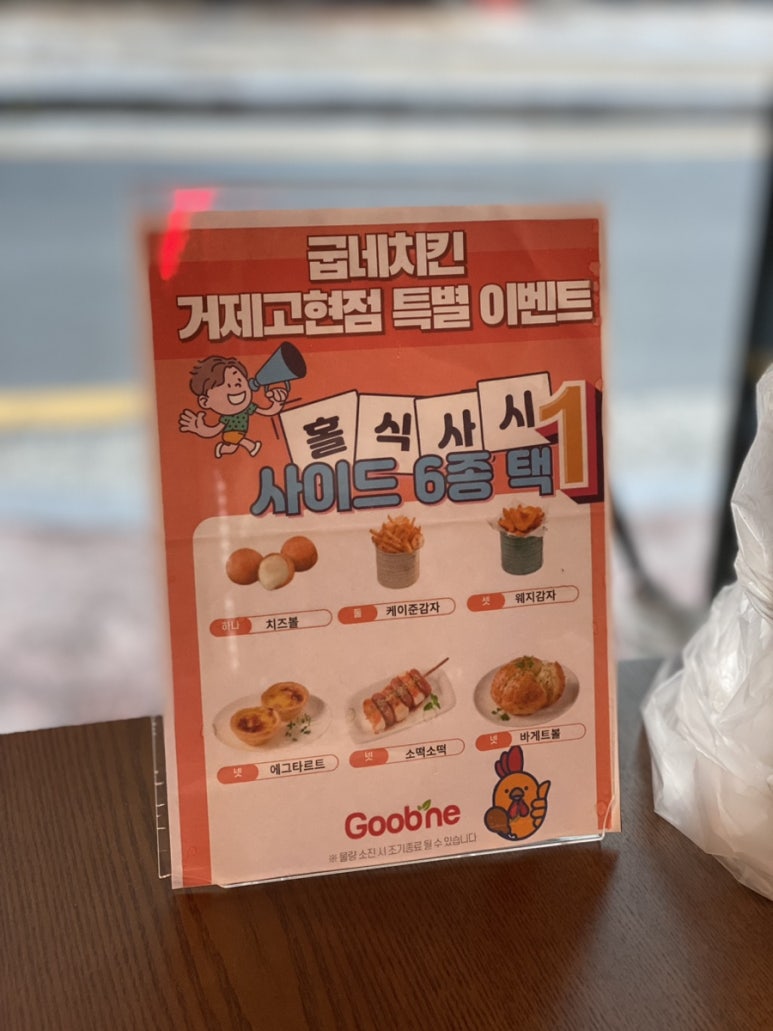 굽네치킨
거제고현점 특별 이벤트
홀식사시
사이드 6종 택1
하나 치즈볼
둘 케이준감자
셋 웨지감자
넷 에그타르트
넷 소떡소떡
넷 바게트볼
Goobne
※ 물량 소진 시 조기종료 될 수 있습니다